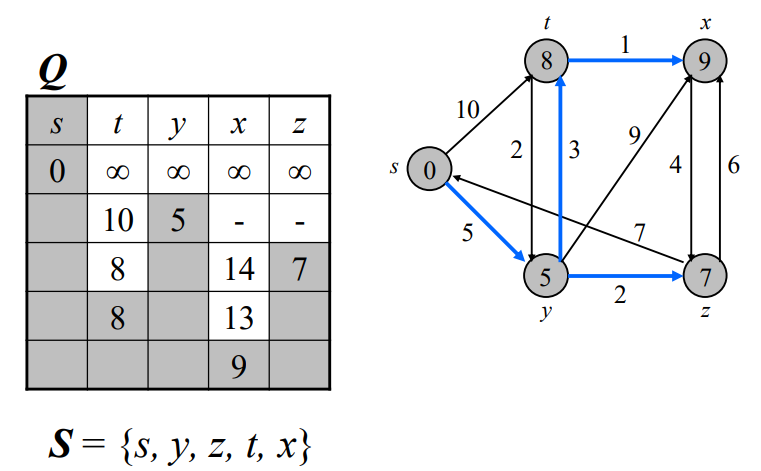 Q
s t y x z
0 ∞ ∞ ∞ ∞
10 5 - -
8 14 7
8 13
9
S = {s, y, z, t, x}
t x
8 1 9
10
2 3 9 4 6
s 0
5 7
5 2 7
y z